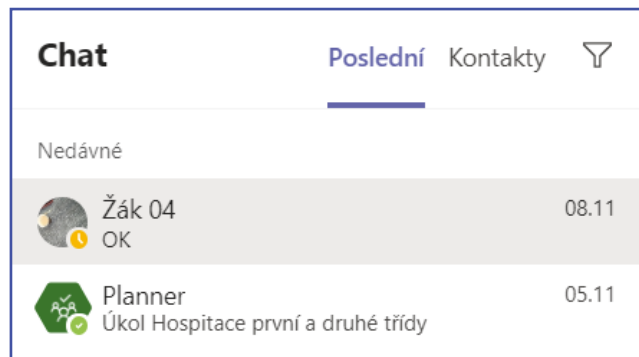 Chat Poslední Kontakty
Nedávné
Žák 04 08.11
OK
Planner 05.11
Úkol Hospitace první a druhé třídy